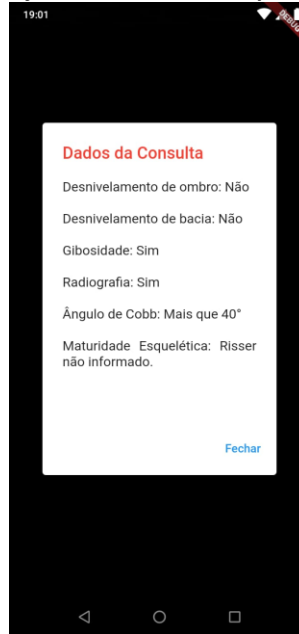 19:01
DEBUG
Dados da Consulta
Desnivelamento de ombro: Não
Desnivelamento de bacia: Não
Gibosidade: Sim
Radiografia: Sim
Ângulo de Cobb: Mais que 40°
Maturidade Esquelética: Risser
não informado.
Fechar